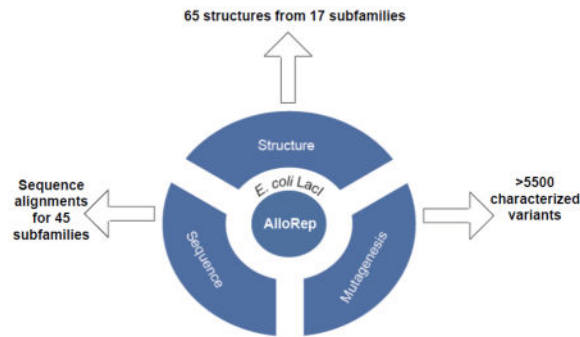 65 structures from 17 subfamilies
Structure
E. coli LacI
AlloRep
Sequence
alignments
for 45
subfamilies
>5500
characterized
variants
Sequence
Mutagenesis